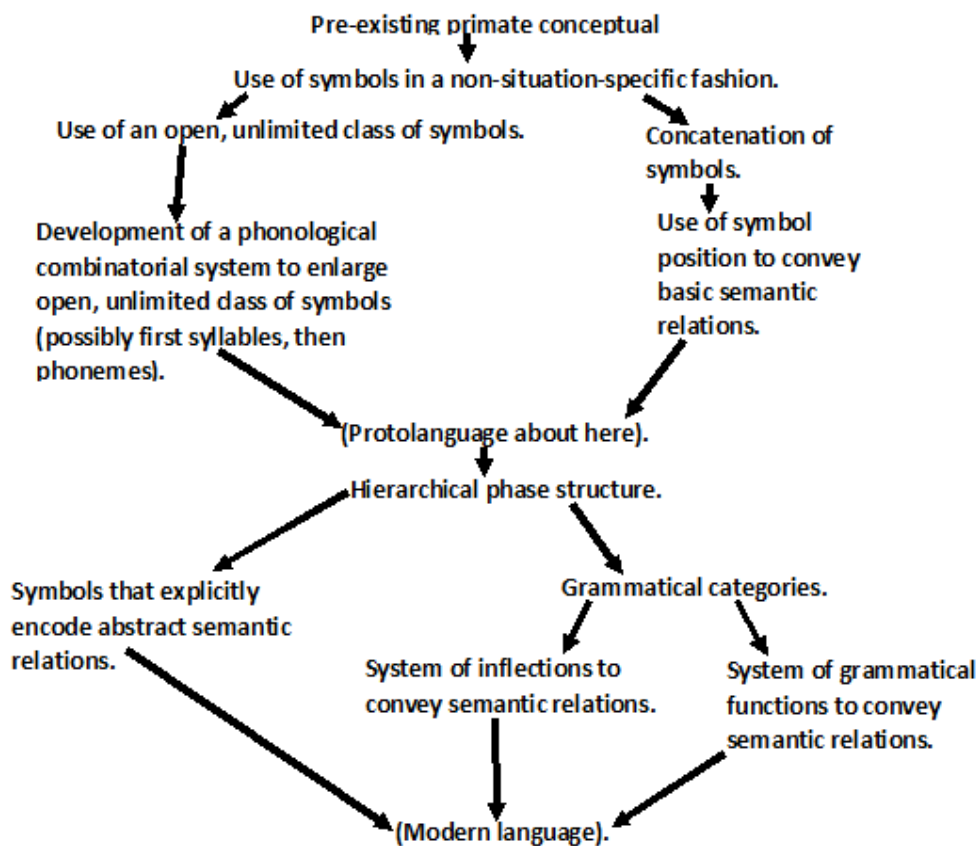 Pre-existing primate conceptual
Use of symbols in a non-situation-specific fashion.
Use of an open, unlimited class of symbols.
Concatenation of
symbols.
Development of a phonological
combinatorial system to enlarge
open, unlimited class of symbols
(possibly first syllables, then
phonemes).
Use of symbol
position to convey
basic semantic
relations.
(Protolanguage about here).
Hierarchical phase structure.
Symbols that explicitly
encode abstract semantic
relations.
Grammatical categories.
System of inflections to
convey semantic relations.
System of grammatical
functions to convey
semantic relations.
(Modern language).